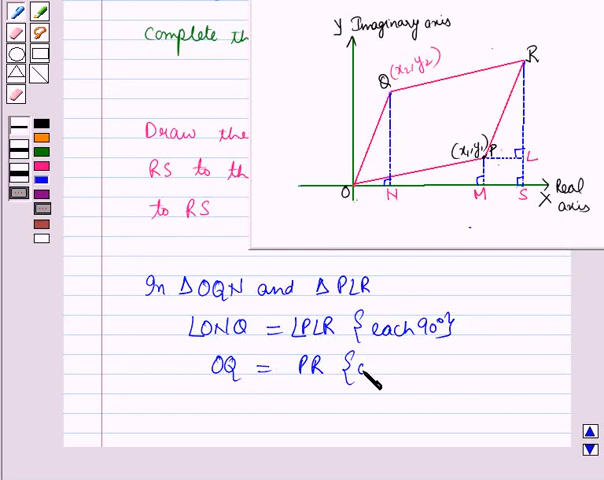 Complete th
Draw the
RS to th
to RS
Y Imaginary axis
R
Q (x2, y2)
(x1, y1) P
L
O N M S X Real axis
In ΔOQN and ΔPLR
∠ONQ = ∠PLR {each 90°}
OQ = PR {